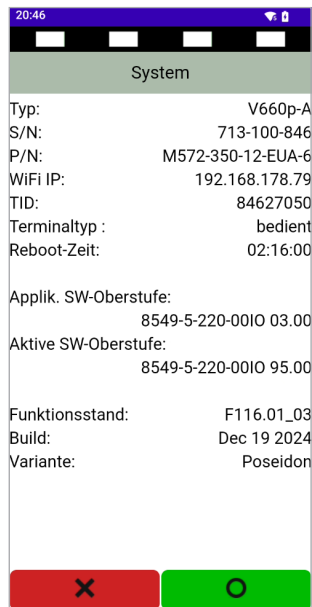 20:46
System
Typ: V660p-A
S/N: 713-100-846
P/N: M572-350-12-EUA-6
WiFi IP: 192.168.178.79
TID: 84627050
Terminaltyp : bedient
Reboot-Zeit: 02:16:00
Applik. SW-Oberstufe:
8549-5-220-00IO 03.00
Aktive SW-Oberstufe:
8549-5-220-00IO 95.00
Funktionsstand: F116.01_03
Build: Dec 19 2024
Variante: Poseidon